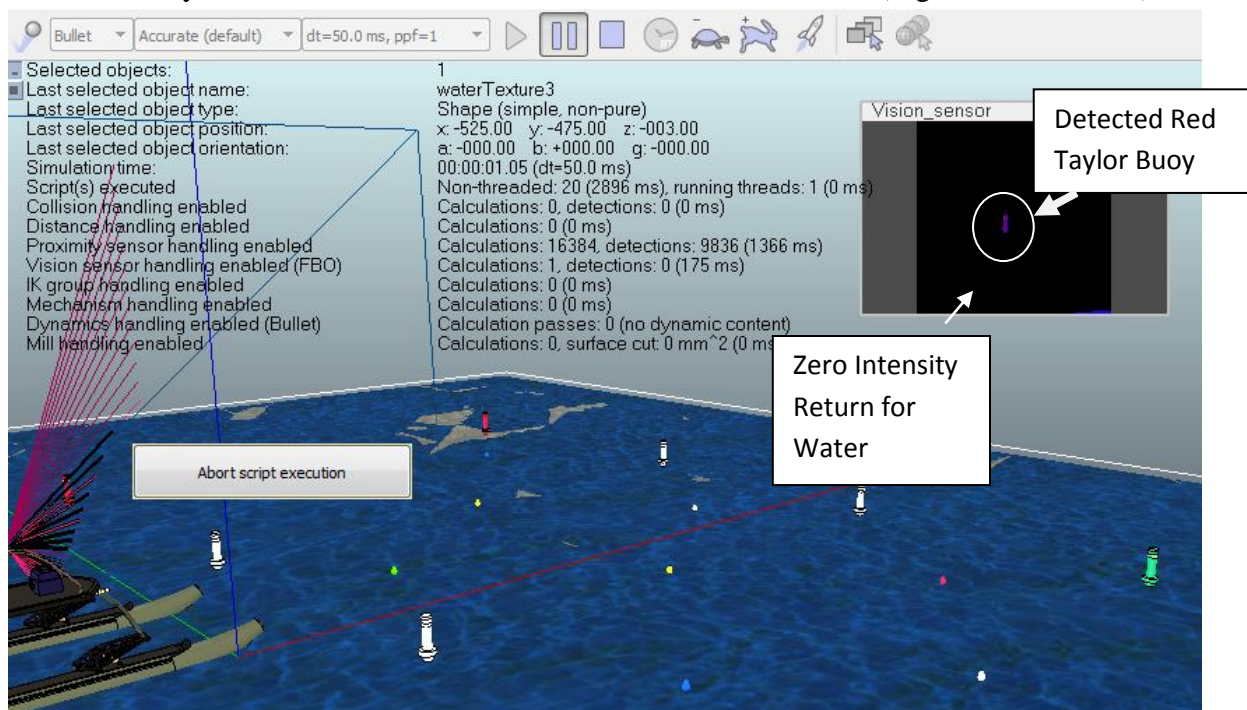 Bullet Accurate (default) dt=50.0 ms, ppf=1
Selected objects: 1
Last selected object name: waterTexture3
Last selected object type: Shape (simple, non-pure)
Last selected object position: x: -525.00 y: -475.00 z: -003.00
Last selected object orientation: a: -000.00 b: +000.00 g: -000.00
Simulation time: 00:00:01.05 (dt=50.0 ms)
Script(s) executed Non-threaded: 20 (2896 ms), running threads: 1 (0 ms)
Collision handling enabled Calculations: 0, detections: 0 (0 ms)
Distance handling enabled Calculations: 0 (0 ms)
Proximity sensor handling enabled Calculations: 16384, detections: 9836 (1366 ms)
Vision sensor handling enabled (FBO) Calculations: 1, detections: 0 (175 ms)
IK group handling enabled Calculations: 0 (0 ms)
Mechanism handling enabled Calculations: 0 (0 ms)
Dynamics handling enabled (Bullet) Calculation passes: 0 (no dynamic content)
Mill handling enabled Calculations: 0, surface cut: 0 mm^2 (0 ms
Vision_sensor
Detected Red
Taylor Buoy
Zero Intensity
Return for
Water
Abort script execution